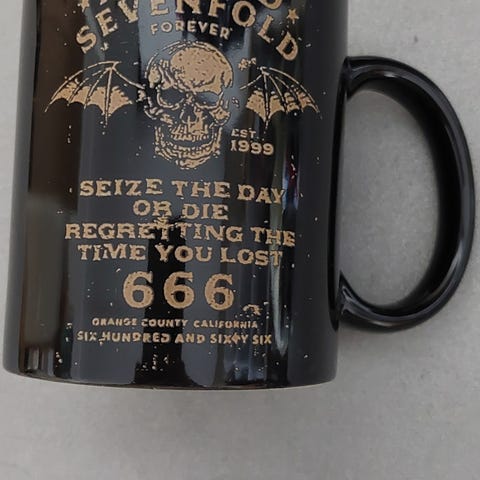 SEVENFOLD
FOREVER
EST.
1999
SEIZE THE DAY
OR DIE
REGRETTING THE
TIME YOU LOST
666
ORANGE COUNTY CALIFORNIA
SIX HUNDRED AND SIXTY SIX